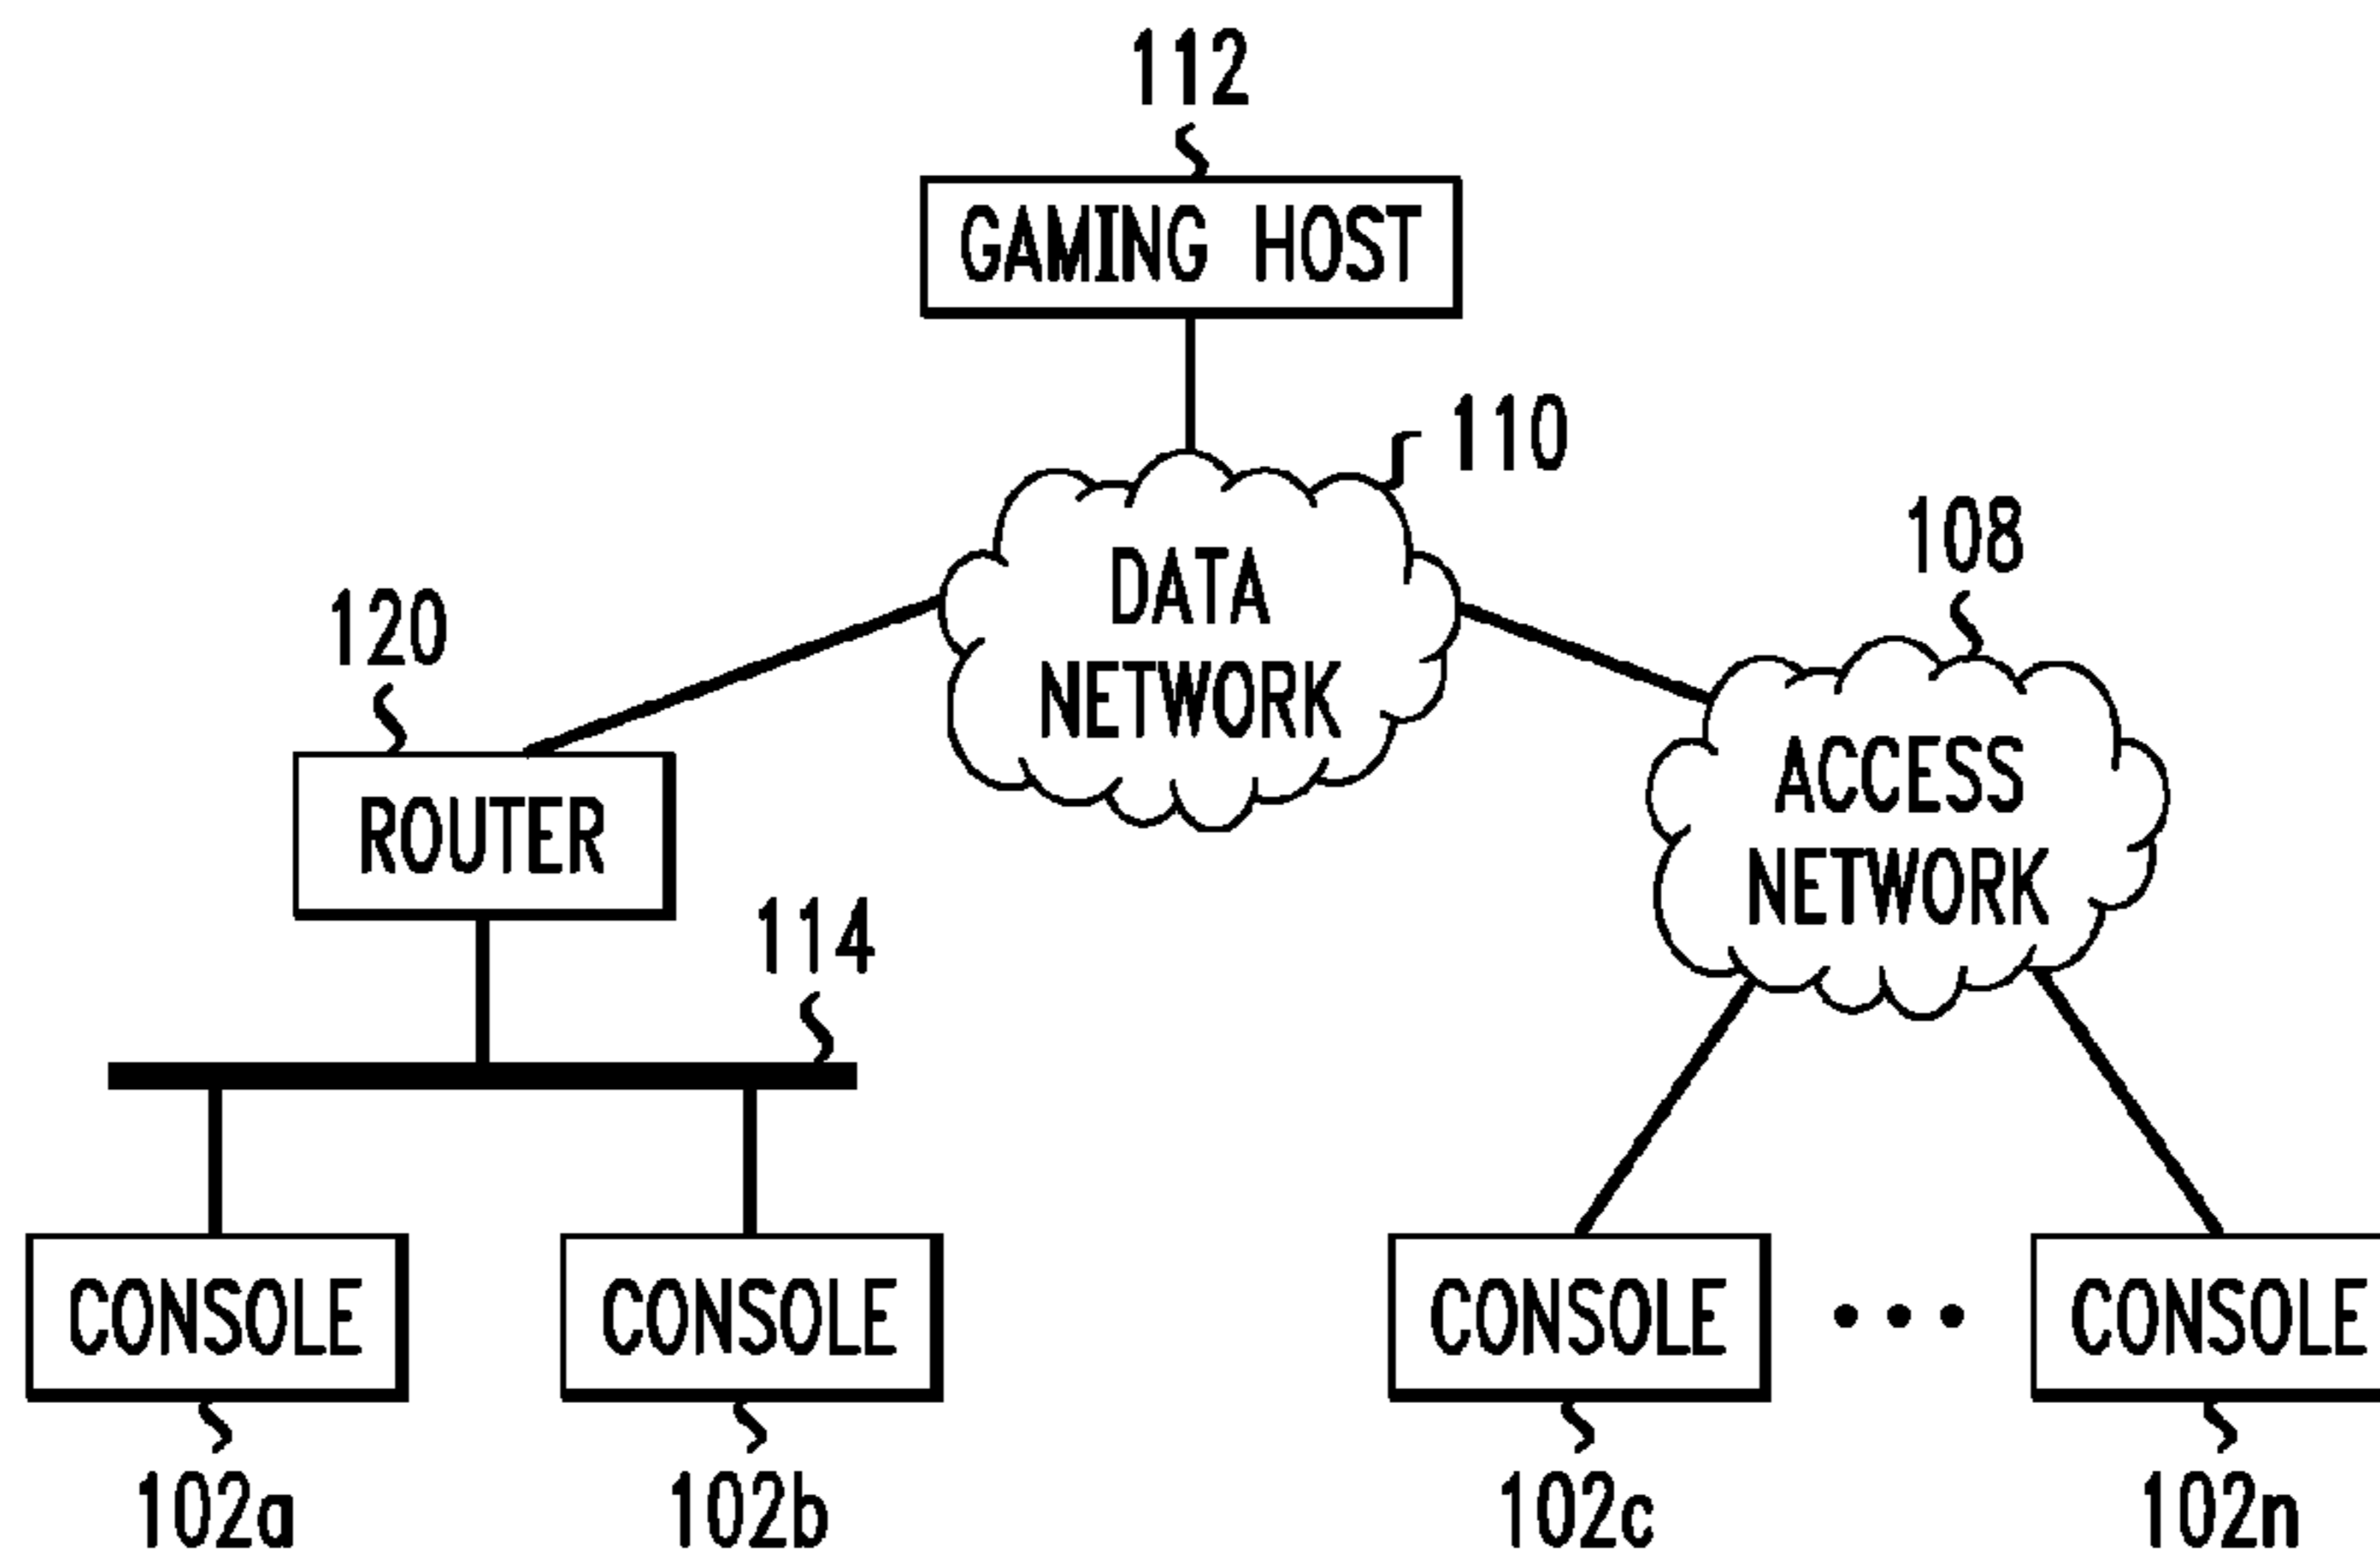 112
GAMING HOST
110
DATA
NETWORK
108
ACCESS
NETWORK
120
ROUTER
114
CONSOLE
CONSOLE
CONSOLE
• • •
CONSOLE
102a
102b
102c
102n